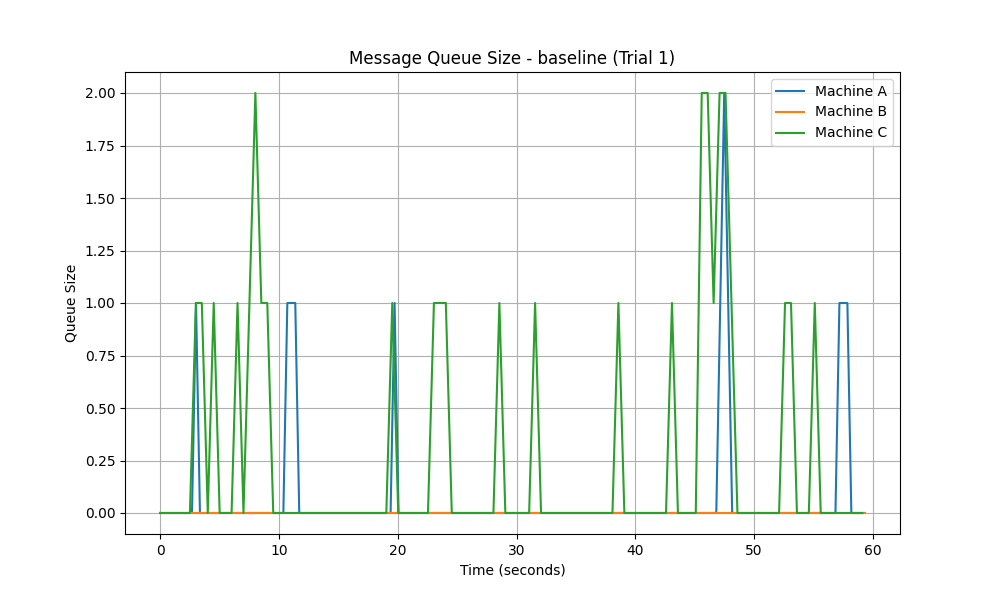 Message Queue Size - baseline (Trial 1)
Machine A
Machine B
Machine C
2.00
1.75
1.50
1.25
1.00
0.75
0.50
0.25
0.00
Queue Size
0 10 20 30 40 50 60
Time (seconds)